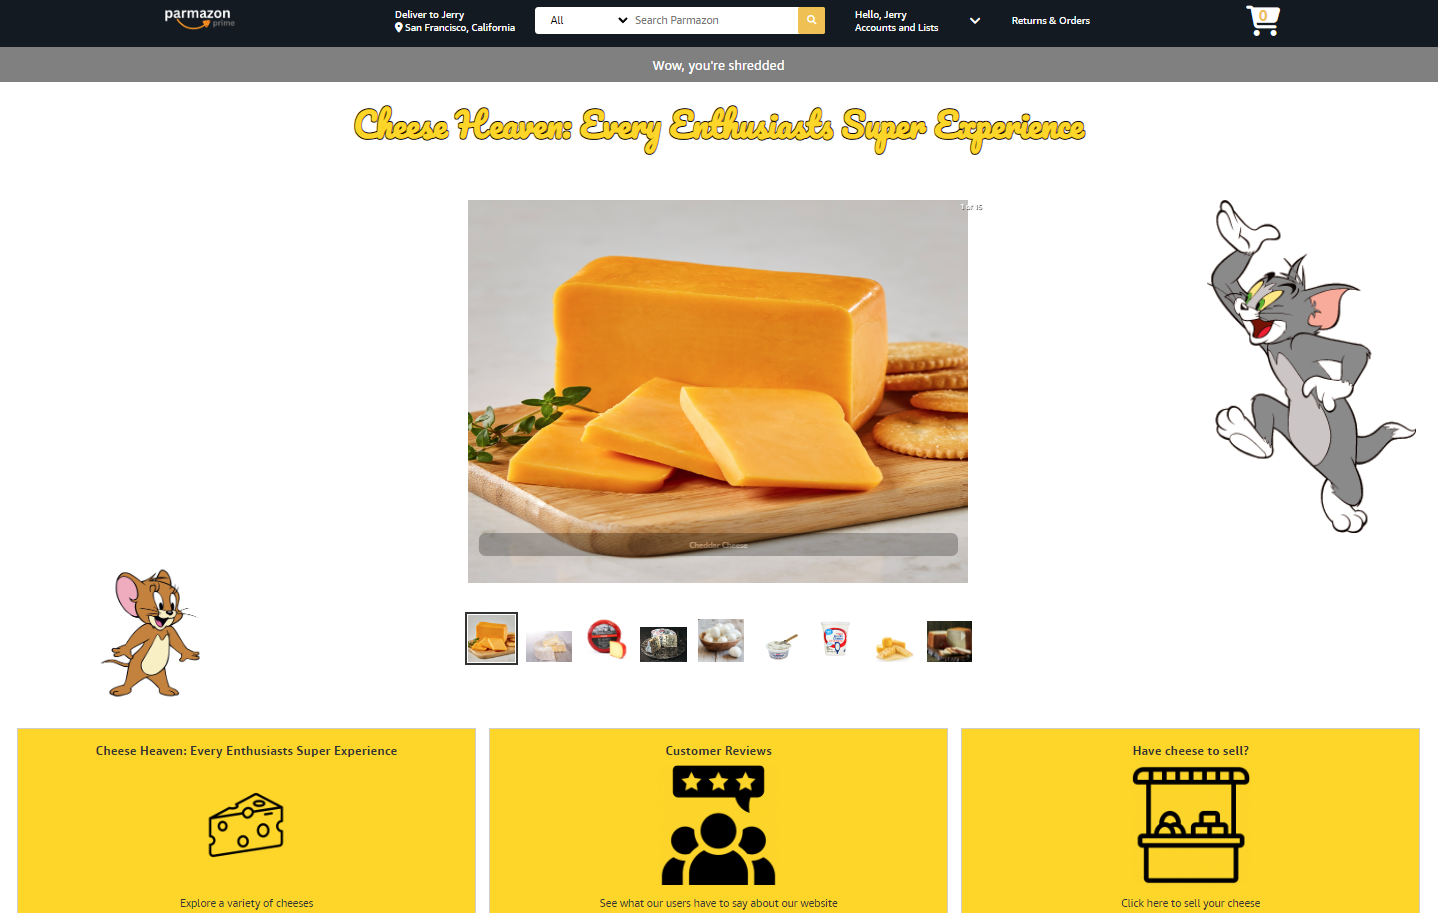 parmazon
prime
Deliver to Jerry
San Francisco, California
All
Search Parmazon
Hello, Jerry
Accounts and Lists
Returns & Orders
0
Wow, you're shredded
Cheese Heaven: Every Enthusiasts Super Experience
1 of 15
Cheddar Cheese
Cheese Heaven: Every Enthusiasts Super Experience
Customer Reviews
Have cheese to sell?
Explore a variety of cheeses
See what our users have to say about our website
Click here to sell your cheese